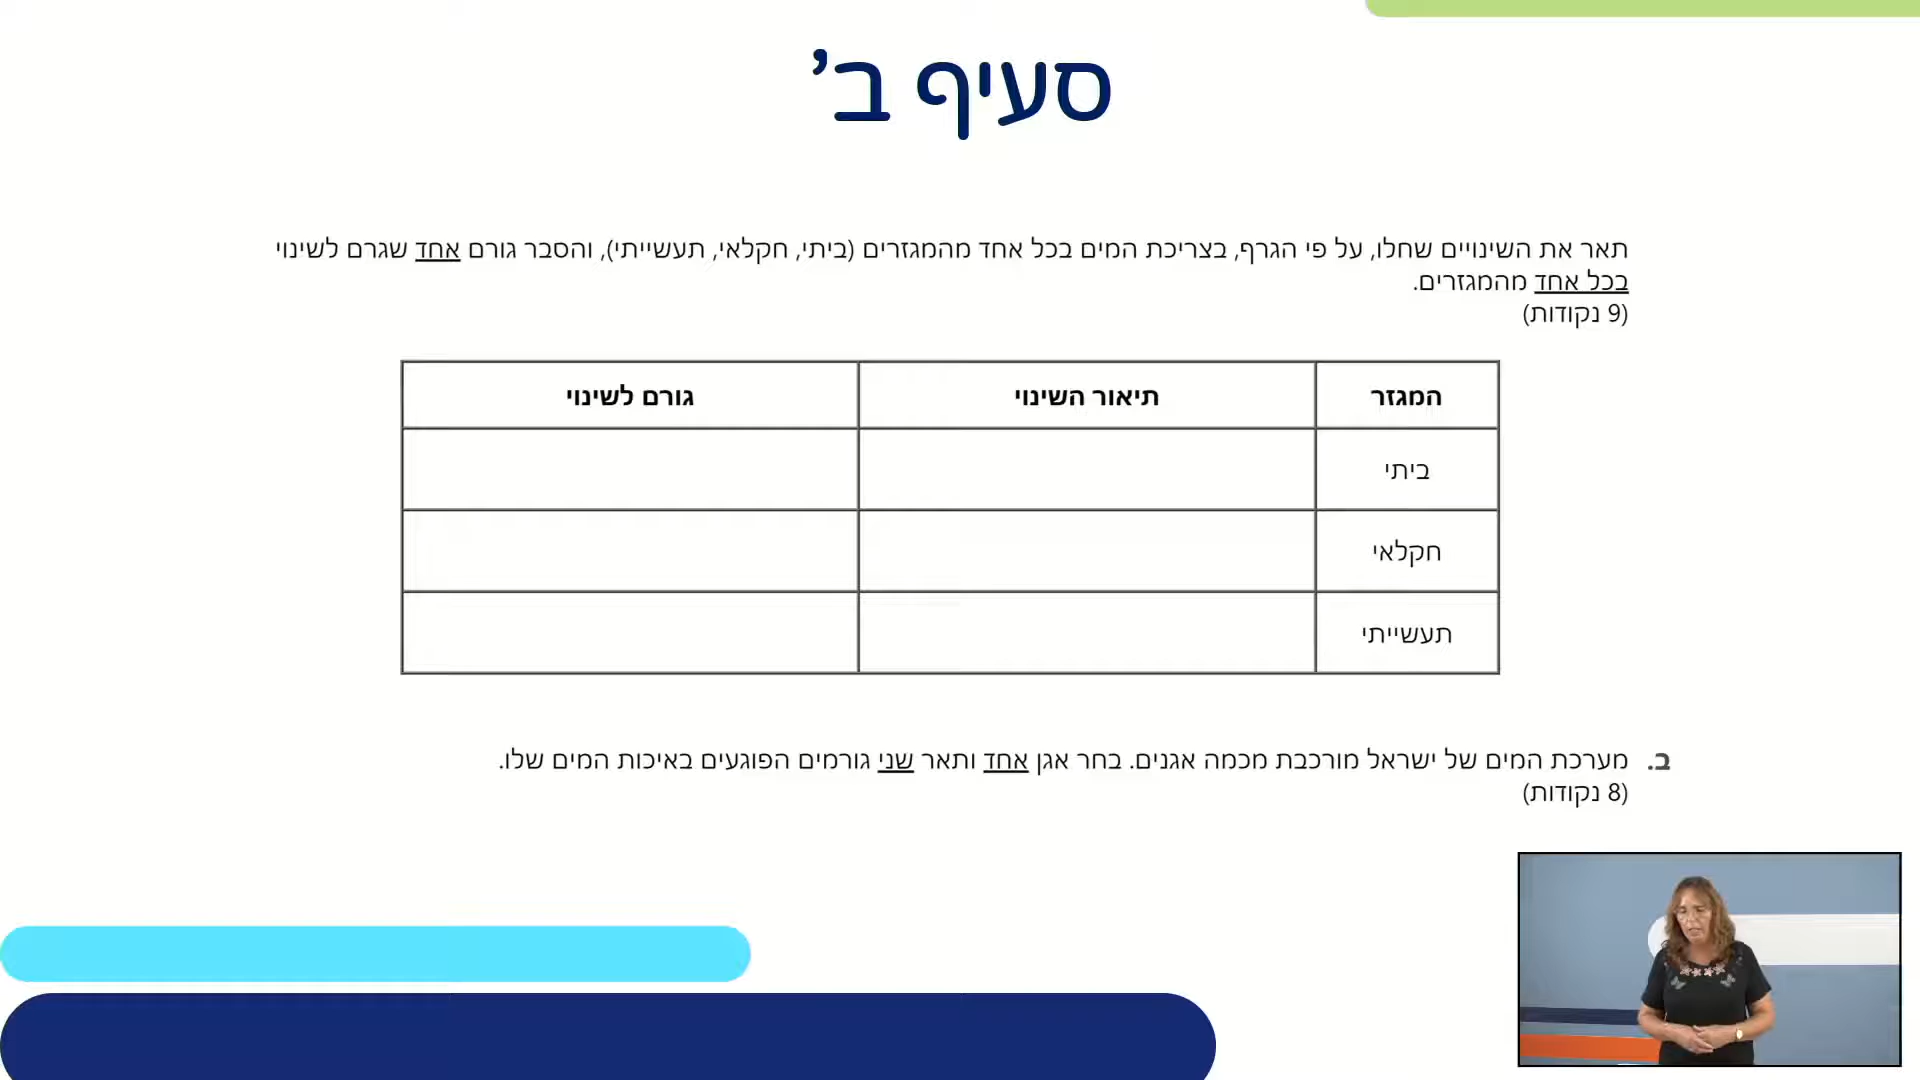 סעיף ב'
תאר את השינויים שחלו, על פי הגרף, בצריכת המים בכל אחד מהמגזרים (ביתי, חקלאי, תעשייתי), והסבר גורם אחד שגרם לשינוי
בכל אחד מהמגזרים.
(9 נקודות)
המגזר תיאור השינוי גורם לשינוי
ביתי
חקלאי
תעשייתי
ב. מערכת המים של ישראל מורכבת מכמה אגנים. בחר אגן אחד ותאר שני גורמים הפוגעים באיכות המים שלו.
(8 נקודות)